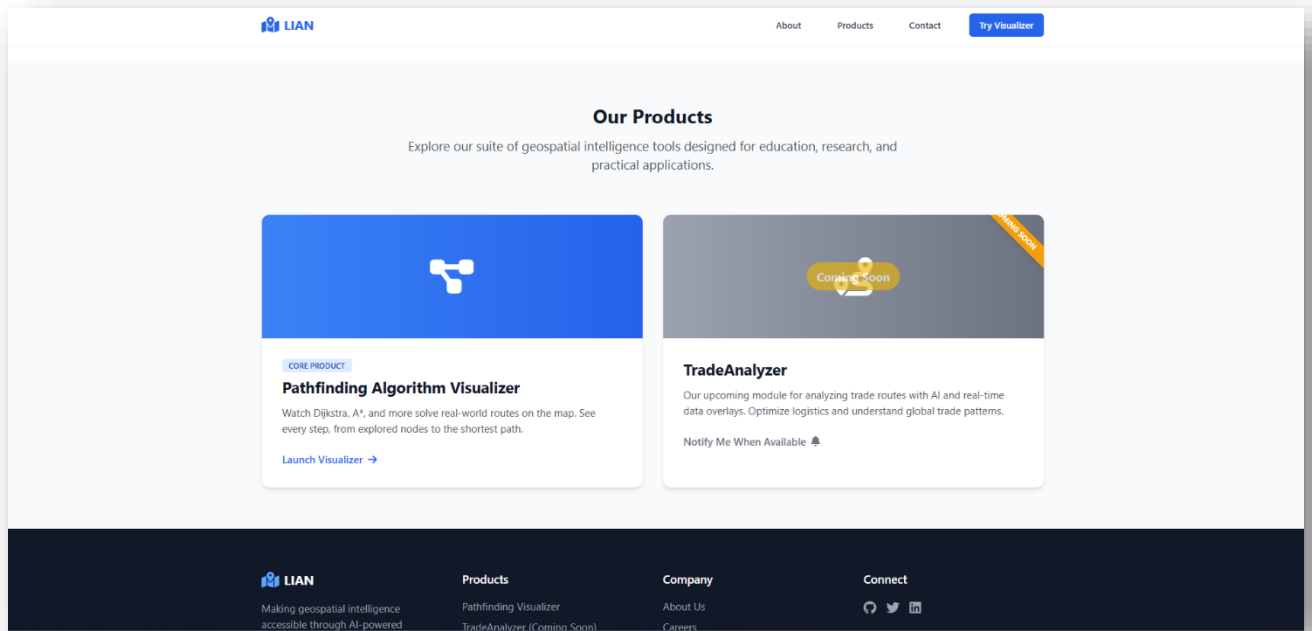 LIAN
About Products Contact Try Visualizer
Our Products
Explore our suite of geospatial intelligence tools designed for education, research, and
practical applications.
CORE PRODUCT
Pathfinding Algorithm Visualizer
Watch Dijkstra, A*, and more solve real-world routes on the map. See
every step, from explored nodes to the shortest path.
Launch Visualizer →
Coming Soon
SOON
TradeAnalyzer
Our upcoming module for analyzing trade routes with AI and real-time
data overlays. Optimize logistics and understand global trade patterns.
Notify Me When Available
LIAN
Making geospatial intelligence
accessible through AI-powered
Products
Pathfinding Visualizer
TradeAnalyzer (Coming Soon)
Company
About Us
Careers
Connect